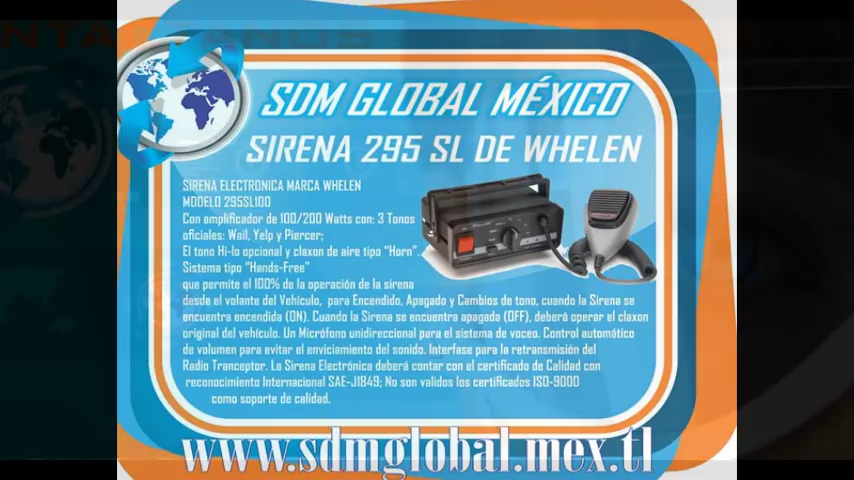 NTA
NOS
SDM GLOBAL MÉXICO
SIRENA 295 SL DE WHELEN
SIRENA ELECTRONICA MARCA WHELEN
MODELO 295SL100
Con amplificador de 100/200 Watts con: 3 Tonos
oficiales: Wail, Yelp y Piercer;
El tono Hi-lo opcional y claxon de aire tipo "Horn".
Sistema tipo "Hands-Free"
que permite el 100% de la operación de la sirena
desde el volante del Vehículo, para Encendido, Apagado y Cambios de tono, cuando la Sirena se
encuentra encendida (ON). Cuando la Sirena se encuentra apagada (OFF), deberá operar el claxon
original del vehículo. Un Micrófono unidireccional para el sistema de voceo. Control automático
de volumen para evitar el enviciamiento del sonido. Interfase para la retransmisión del
Radio Tranceptor. La Sirena Electrónica deberá contar con el certificado de Calidad con
reconocimiento Internacional SAE-J1849; No son validos los certificados ISO-9000
como soporte de calidad.
www.sdmglobal.mex.tl